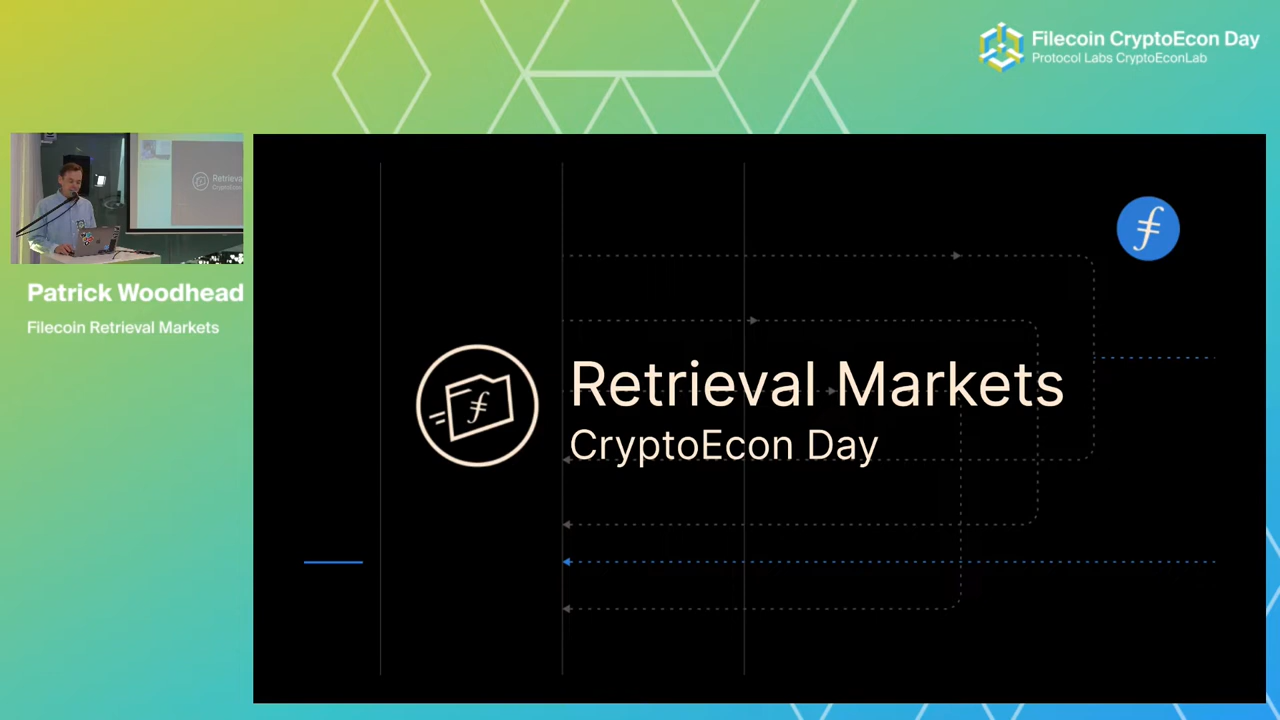 Filecoin CryptoEcon Day
Protocol Labs CryptoEconLab
Patrick Woodhead
Filecoin Retrieval Markets
Retrieval Markets
CryptoEcon Day